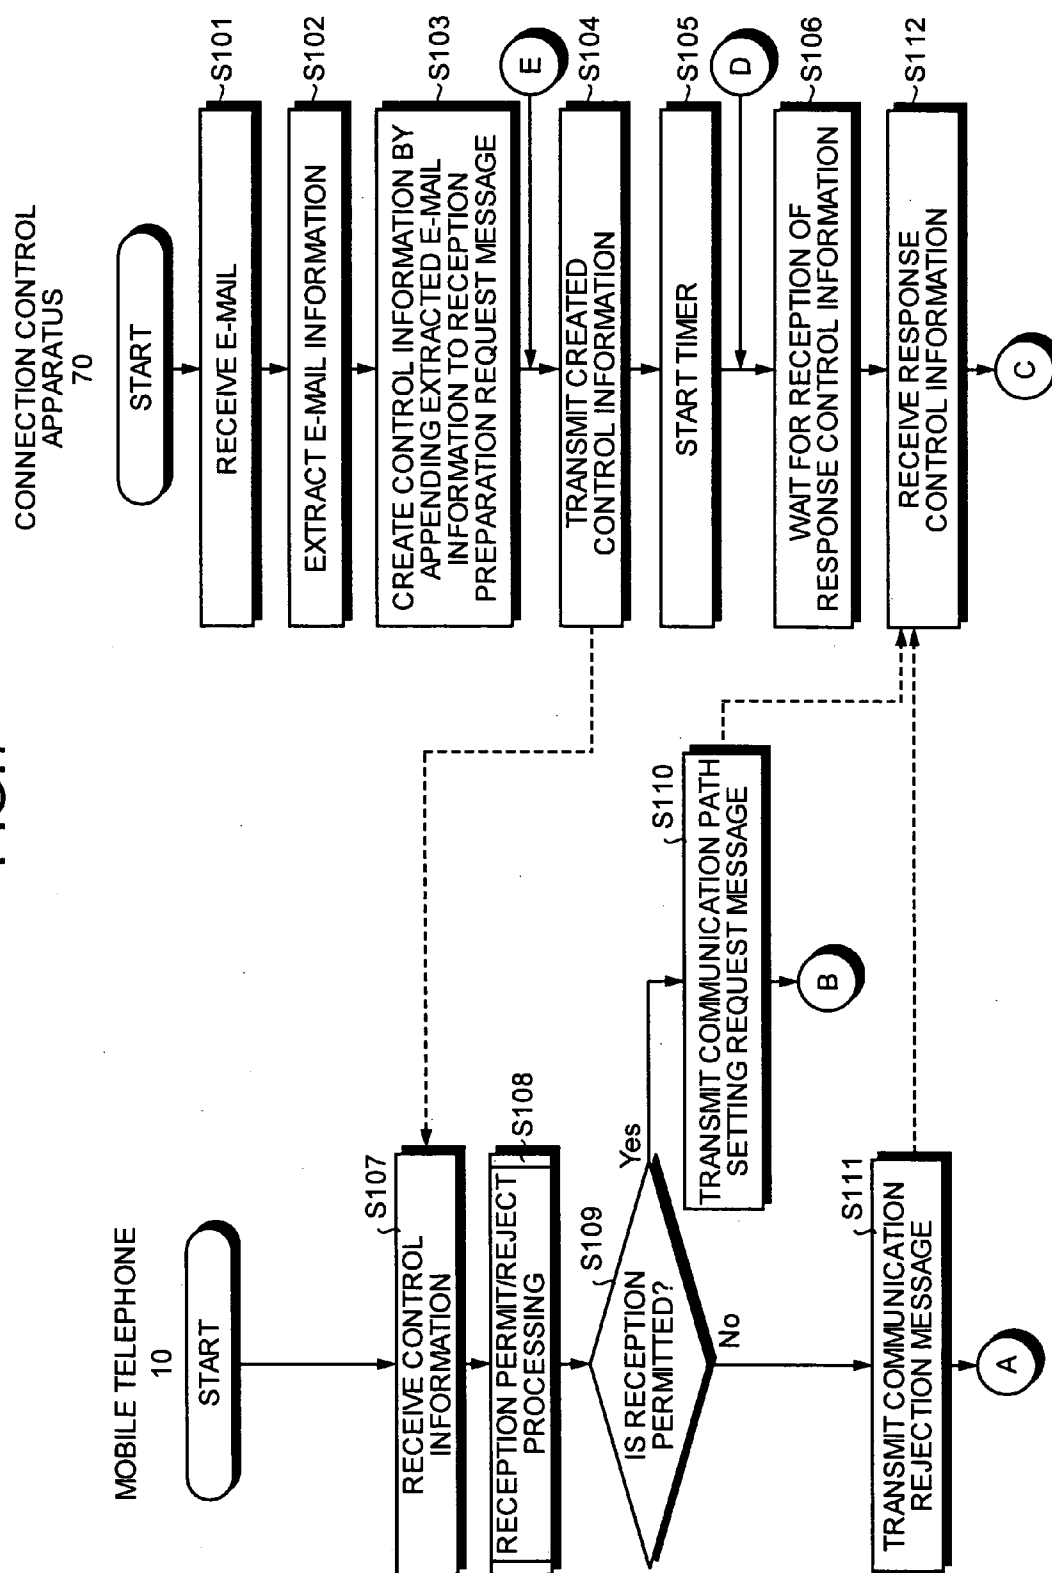 MOBILE TELEPHONE
10
START
RECEIVE CONTROL
INFORMATION
S107
RECEPTION PERMIT/REJECT
PROCESSING
S108
IS RECEPTION
PERMITTED?
S109
Yes
No
TRANSMIT COMMUNICATION PATH
SETTING REQUEST MESSAGE
S110
B
TRANSMIT COMMUNICATION
REJECTION MESSAGE
S111
A
CONNECTION CONTROL
APPARATUS
70
START
RECEIVE E-MAIL
S101
EXTRACT E-MAIL INFORMATION
S102
CREATE CONTROL INFORMATION BY
APPENDING EXTRACTED E-MAIL
INFORMATION TO RECEPTION
PREPARATION REQUEST MESSAGE
S103
E
TRANSMIT CREATED
CONTROL INFORMATION
S104
START TIMER
S105
D
WAIT FOR RECEPTION OF
RESPONSE CONTROL INFORMATION
S106
RECEIVE RESPONSE
CONTROL INFORMATION
S112
C